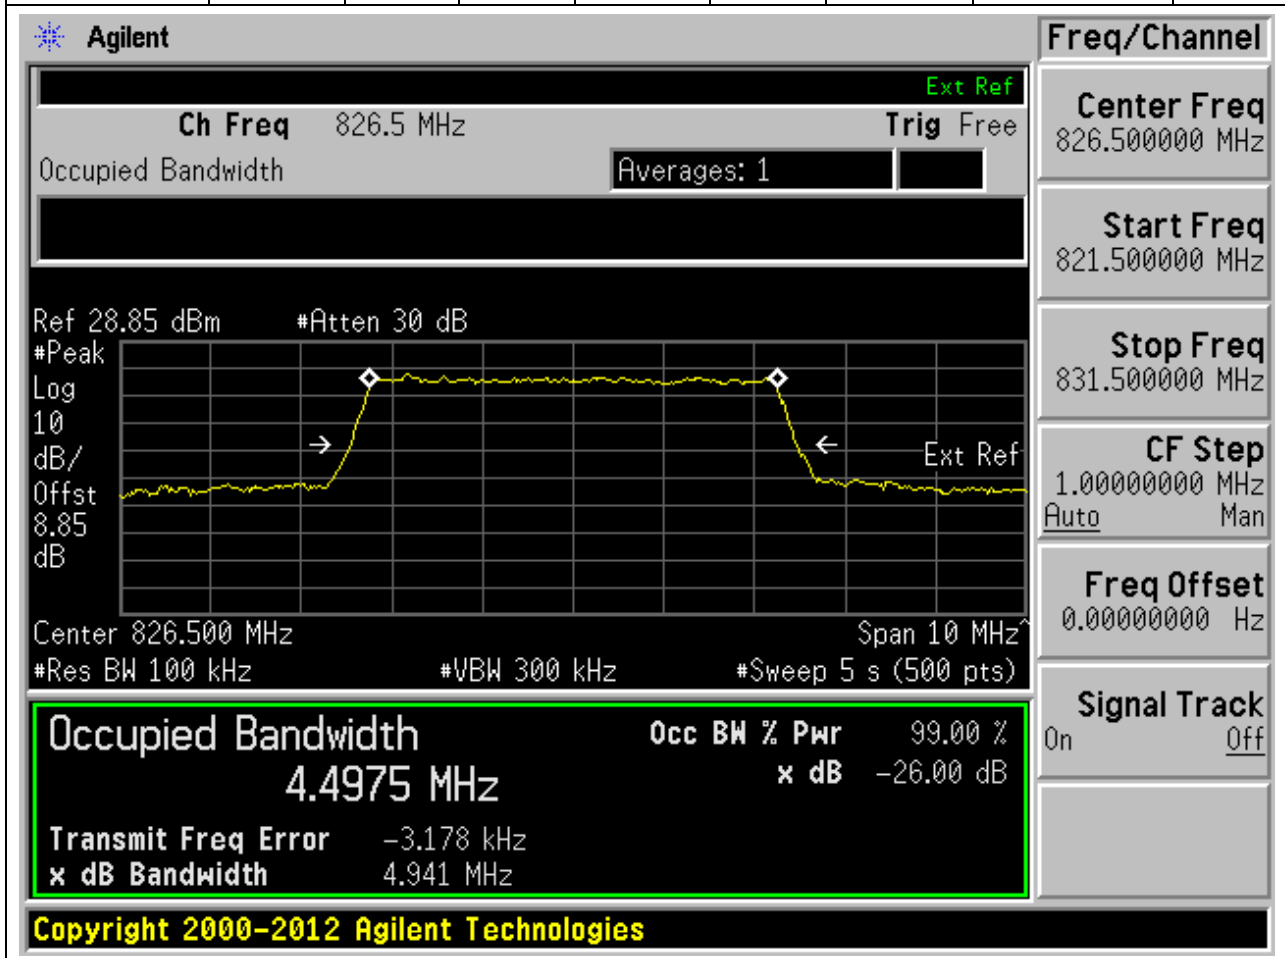 Agilent
Freq/Channel
Ext Ref
Ch Freq 826.5 MHz Trig Free
Occupied Bandwidth Averages: 1
Center Freq
826.500000 MHz
Start Freq
821.500000 MHz
Stop Freq
831.500000 MHz
CF Step
1.00000000 MHz
Auto Man
Freq Offset
0.00000000 Hz
Signal Track
On Off
Ref 28.85 dBm #Atten 30 dB
#Peak
Log
10
dB/
Offst
8.85
dB
Ext Ref
Center 826.500 MHz Span 10 MHz^
#Res BW 100 kHz #VBW 300 kHz #Sweep 5 s (500 pts)
Occupied Bandwidth
4.4975 MHz
Occ BW % Pwr 99.00 %
x dB -26.00 dB
Transmit Freq Error -3.178 kHz
x dB Bandwidth 4.941 MHz
Copyright 2000-2012 Agilent Technologies